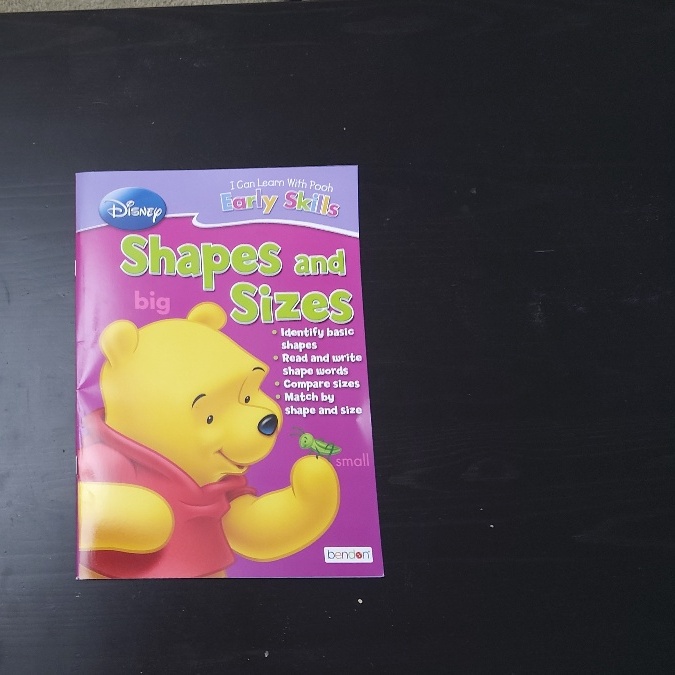 Disney
I Can Learn With Pooh
Early Skills
Shapes and
Sizes
big
• Identify basic
shapes
• Read and write
shape words
• Compare sizes
• Match by
shape and size
small
bendon